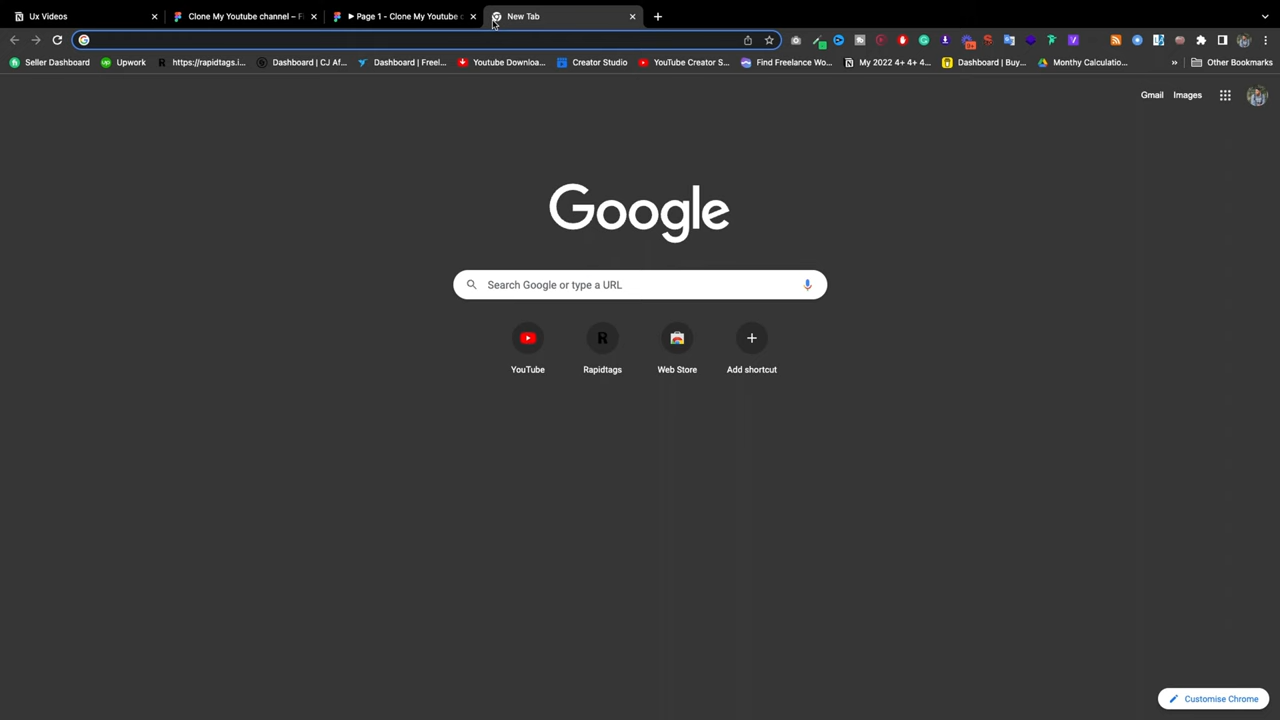 Ux Videos
Clone My Youtube channel – Fi
Page 1 - Clone My Youtube c
New Tab
Seller Dashboard
Upwork
https://rapidtags.i...
Dashboard | CJ Af...
Dashboard | Freel...
Youtube Downloa...
Creator Studio
YouTube Creator S...
Find Freelance Wo...
My 2022 4+ 4+ 4...
Dashboard | Buy...
Monthy Calculatio...
Other Bookmarks
Gmail
Images
Google
Search Google or type a URL
YouTube
Rapidtags
Web Store
Add shortcut
Customise Chrome